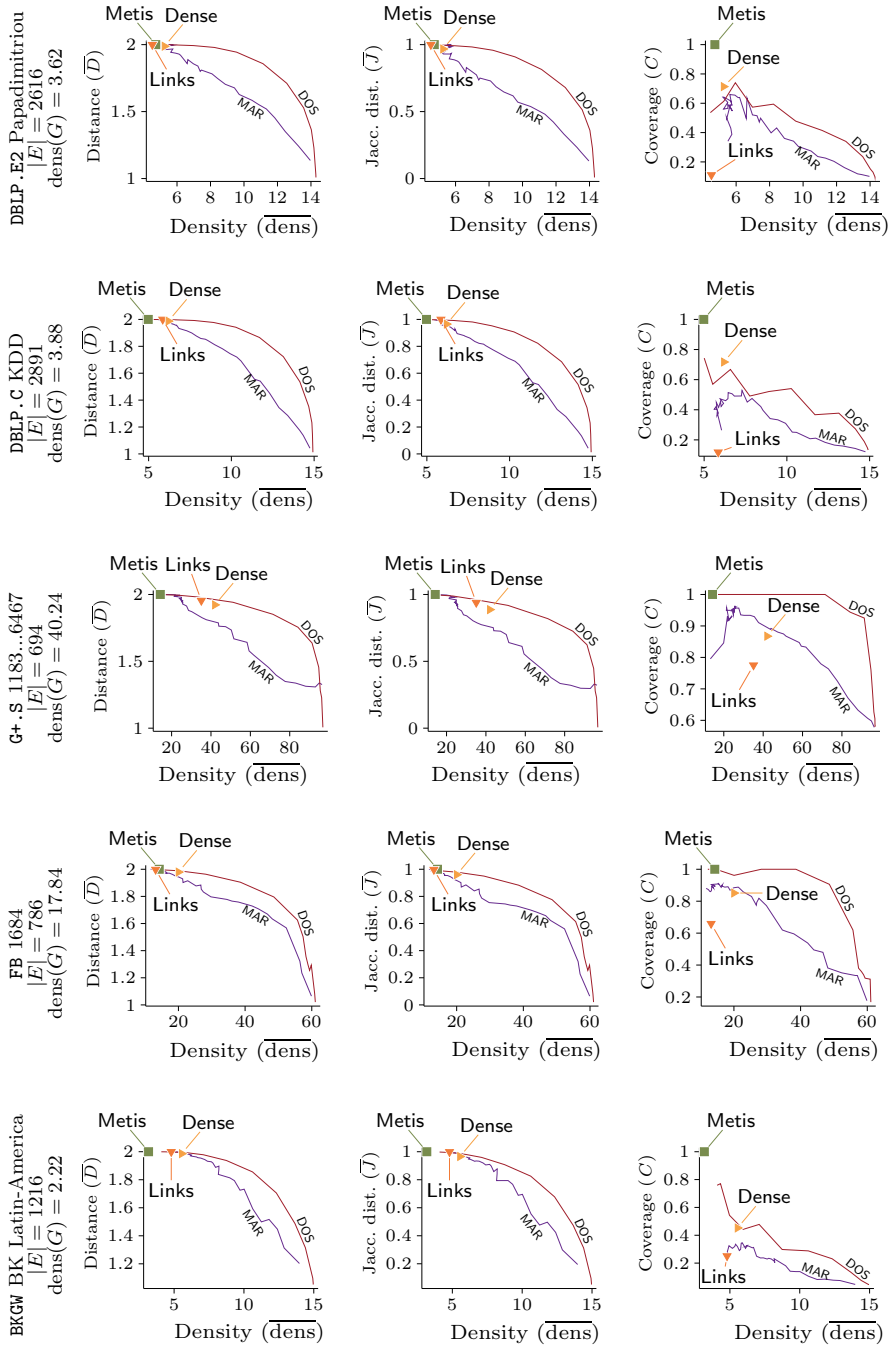 DBLP.E2 Papadimitriou
|E| = 2616
dens(G) = 3.62
Metis
Dense
Links
MAR
DOS
Distance (D̅)
2
1.5
1
6 8 10 12 14
Density (d̅e̅n̅s̅)
Metis
Dense
Links
MAR
DOS
Jacc. dist. (J̅)
1
0.5
0
6 8 10 12 14
Density (d̅e̅n̅s̅)
Metis
Dense
Links
MAR
DOS
Coverage (C)
1
0.8
0.6
0.4
0.2
6 8 10 12 14
Density (d̅e̅n̅s̅)
DBLP.C KDD
|E| = 2891
dens(G) = 3.88
Metis
Dense
Links
MAR
DOS
Distance (D̅)
2
1.8
1.6
1.4
1.2
1
5 10 15
Density (d̅e̅n̅s̅)
Metis
Dense
Links
MAR
DOS
Jacc. dist. (J̅)
1
0.8
0.6
0.4
0.2
0
5 10 15
Density (d̅e̅n̅s̅)
Metis
Dense
Links
MAR
DOS
Coverage (C)
1
0.8
0.6
0.4
0.2
5 10 15
Density (d̅e̅n̅s̅)
G+.S 1183...6467
|E| = 694
dens(G) = 40.24
Metis
Links
Dense
MAR
DOS
Distance (D̅)
2
1.5
1
20 40 60 80
Density (d̅e̅n̅s̅)
Metis
Links
Dense
MAR
DOS
Jacc. dist. (J̅)
1
0.5
0
20 40 60 80
Density (d̅e̅n̅s̅)
Metis
Dense
Links
MAR
DOS
Coverage (C)
1
0.9
0.8
0.7
0.6
20 40 60 80
Density (d̅e̅n̅s̅)
FB 1684
|E| = 786
dens(G) = 17.84
Metis
Dense
Links
MAR
DOS
Distance (D̅)
2
1.8
1.6
1.4
1.2
1
20 40 60
Density (d̅e̅n̅s̅)
Metis
Dense
Links
MAR
DOS
Jacc. dist. (J̅)
1
0.8
0.6
0.4
0.2
0
20 40 60
Density (d̅e̅n̅s̅)
Metis
Dense
Links
MAR
DOS
Coverage (C)
1
0.8
0.6
0.4
0.2
20 40 60
Density (d̅e̅n̅s̅)
BKGW BK Latin-America
|E| = 1216
dens(G) = 2.22
Metis
Dense
Links
MAR
DOS
Distance (D̅)
2
1.8
1.6
1.4
1.2
5 10 15
Density (d̅e̅n̅s̅)
Metis
Dense
Links
MAR
DOS
Jacc. dist. (J̅)
1
0.8
0.6
0.4
0.2
5 10 15
Density (d̅e̅n̅s̅)
Metis
Dense
Links
MAR
DOS
Coverage (C)
1
0.8
0.6
0.4
0.2
5 10 15
Density (d̅e̅n̅s̅)